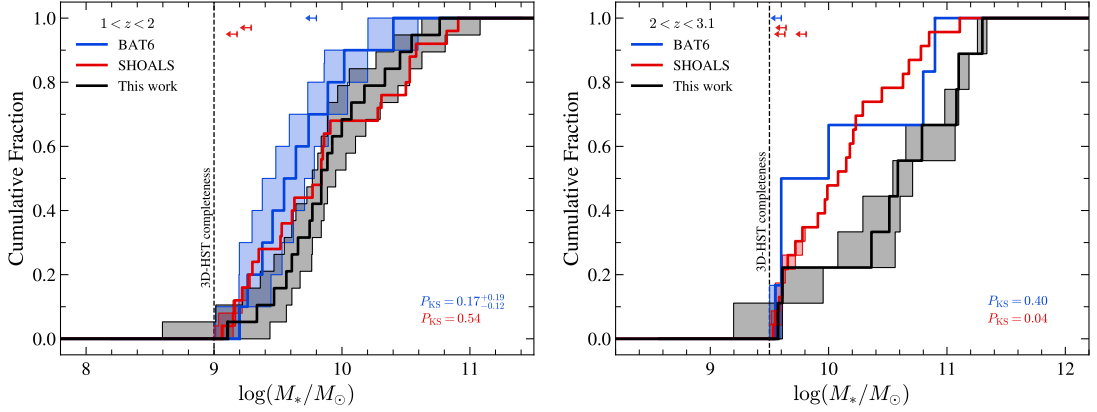 1 < z < 2
BAT6
SHOALS
This work
3D-HST completeness
P_KS = 0.17^{+0.19}_{-0.12}
P_KS = 0.54
Cumulative Fraction
1.0
0.8
0.6
0.4
0.2
0.0
8
9
10
11
log(M_*/M_⊙)
2 < z < 3.1
BAT6
SHOALS
This work
3D-HST completeness
P_KS = 0.40
P_KS = 0.04
Cumulative Fraction
1.0
0.8
0.6
0.4
0.2
0.0
9
10
11
12
log(M_*/M_⊙)